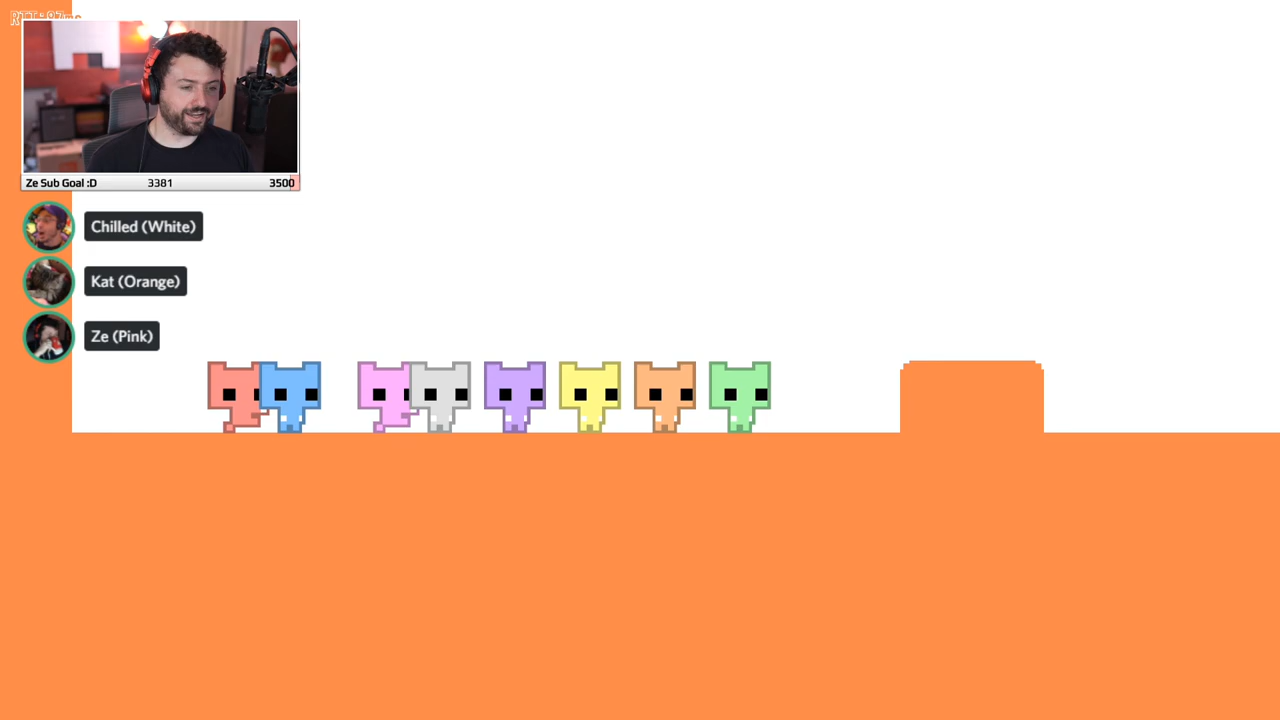 Ze Sub Goal :D 3381 3500
Chilled (White)
Kat (Orange)
Ze (Pink)